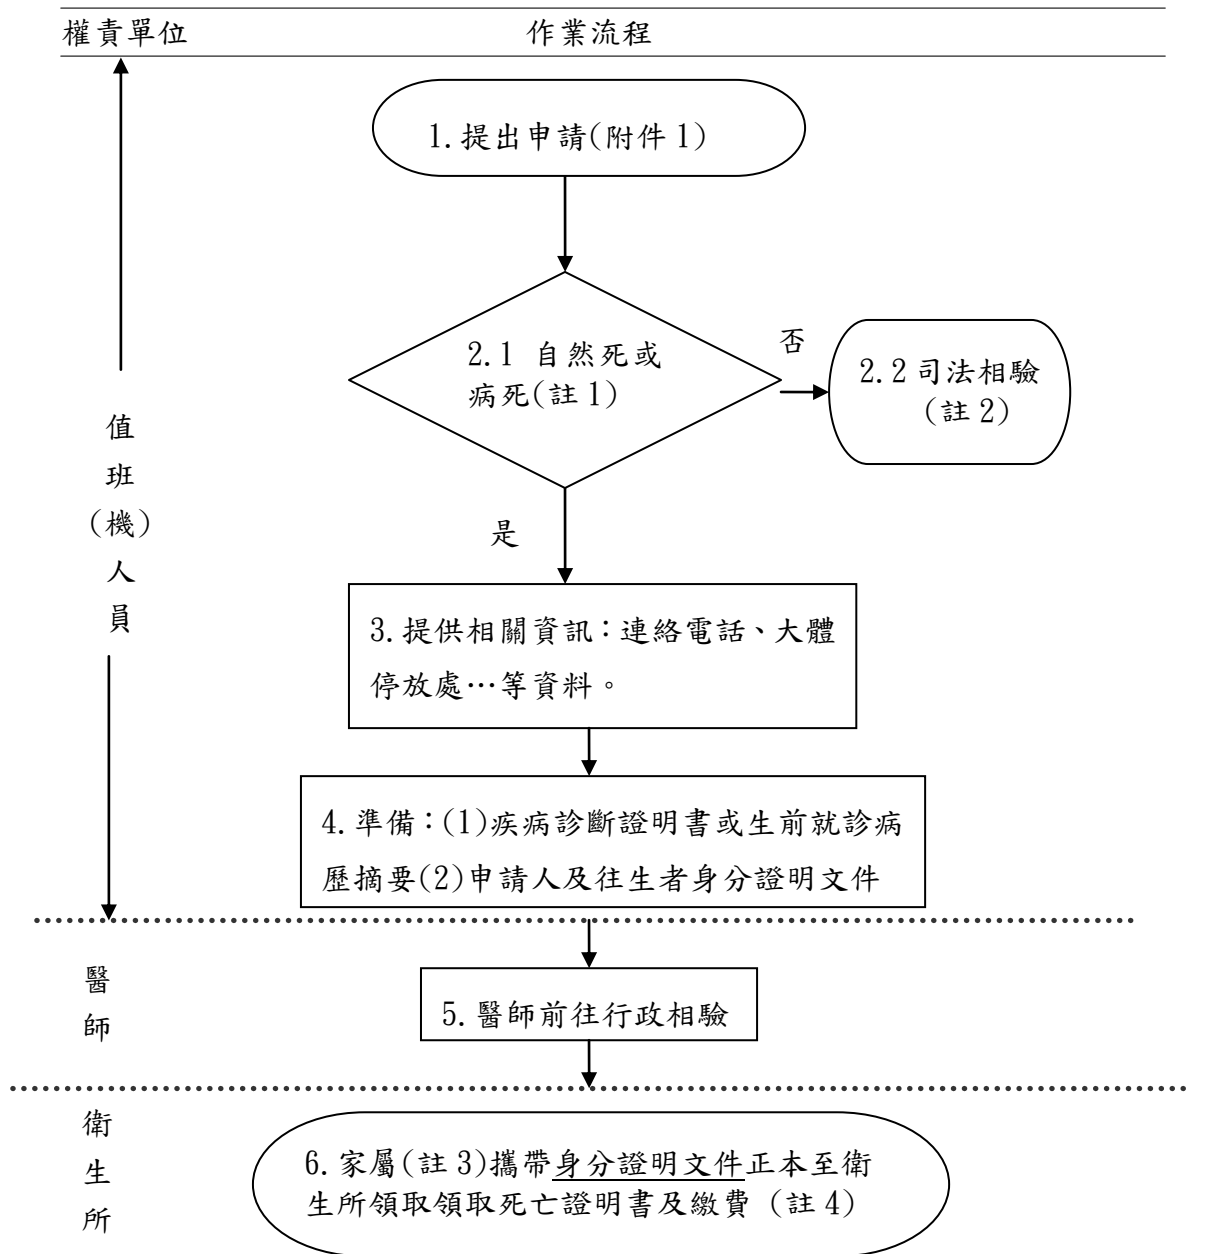 權責單位 作業流程
1.提出申請(附件 1)
2.1 自然死或
病死(註 1)
否
2.2 司法相驗
(註 2)
是
值
班
(機)
人
員
3.提供相關資訊：連絡電話、大體
停放處…等資料。
4.準備：(1)疾病診斷證明書或生前就診病
歷摘要(2)申請人及往生者身分證明文件
醫
師
5.醫師前往行政相驗
衛
生
所
6.家屬(註 3)攜帶身分證明文件正本至衛
生所領取領取死亡證明書及繳費 (註 4)